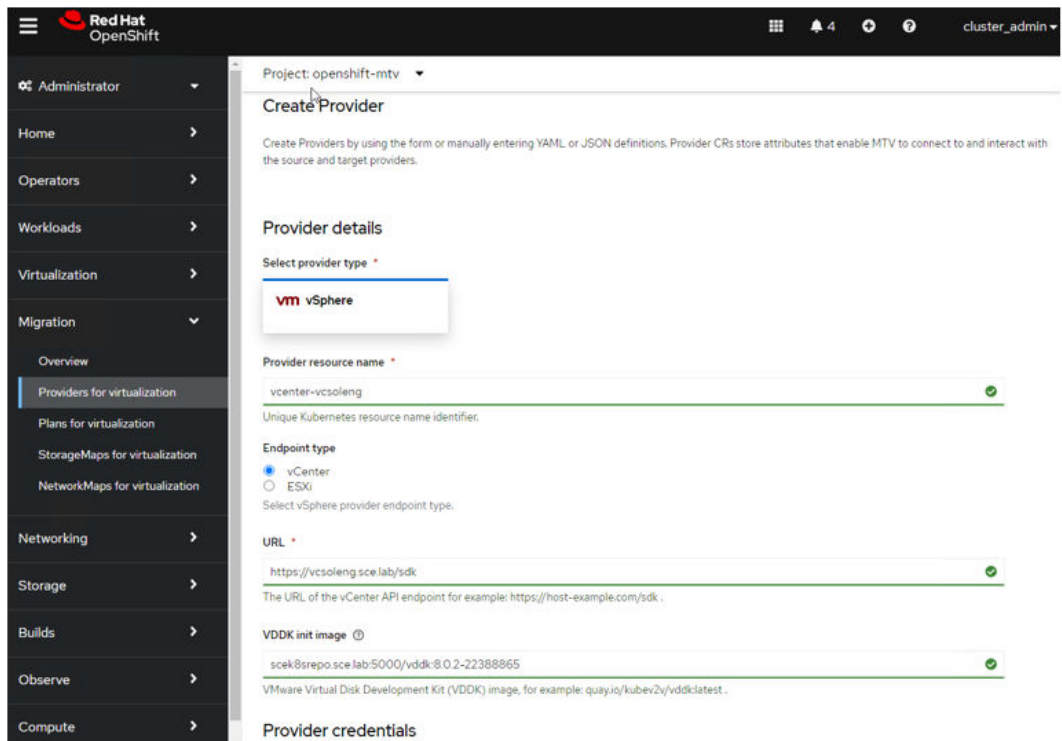 Red Hat
OpenShift
4
cluster_admin
Administrator
Home
Operators
Workloads
Virtualization
Migration
Overview
Providers for virtualization
Plans for virtualization
StorageMaps for virtualization
NetworkMaps for virtualization
Networking
Storage
Builds
Observe
Compute
Project: openshift-mtv
Create Provider
Create Providers by using the form or manually entering YAML or JSON definitions. Provider CRs store attributes that enable MTV to connect to and interact with
the source and target providers.
Provider details
Select provider type *
vm vSphere
Provider resource name *
vcenter-vcsoleng
Unique Kubernetes resource name identifier.
Endpoint type
vCenter
ESXi
Select vSphere provider endpoint type.
URL *
https://vcsoleng.sce.lab/sdk
The URL of the vCenter API endpoint for example: https://host-example.com/sdk .
VDDK init image
scek8srepo.sce.lab:5000/vddk:8.0.2-22388865
VMware Virtual Disk Development Kit (VDDK) image, for example: quay.io/kubev2v/vddk:latest .
Provider credentials